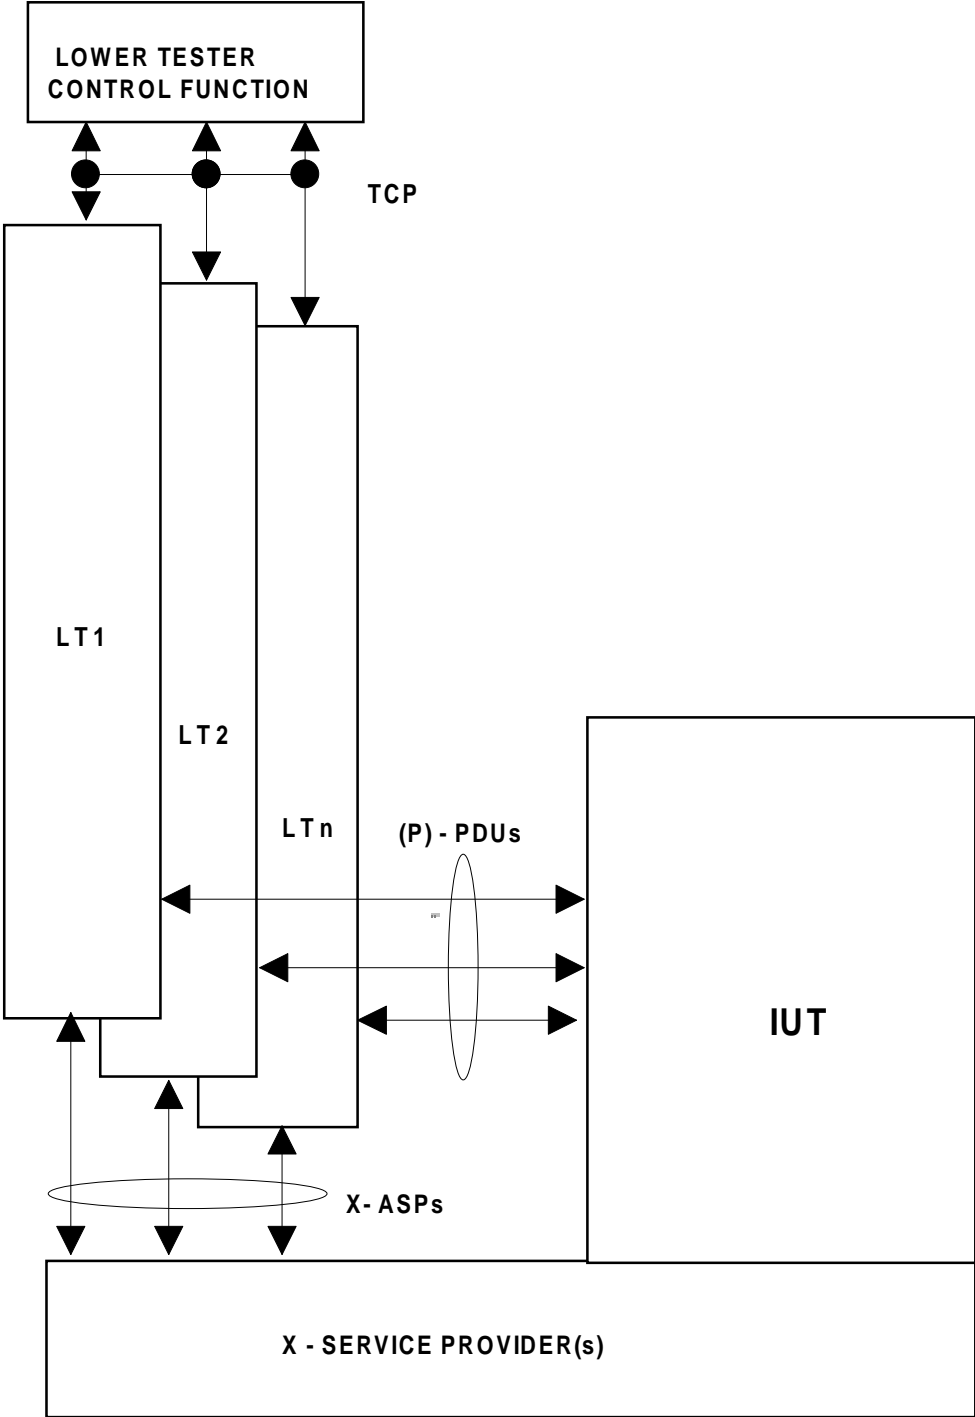 LOWER TESTER
CONTROL FUNCTION
TCP
LT1
LT2
LTn
(P) - PDUs
IUT
X- ASPs
X - SERVICE PROVIDER(s)